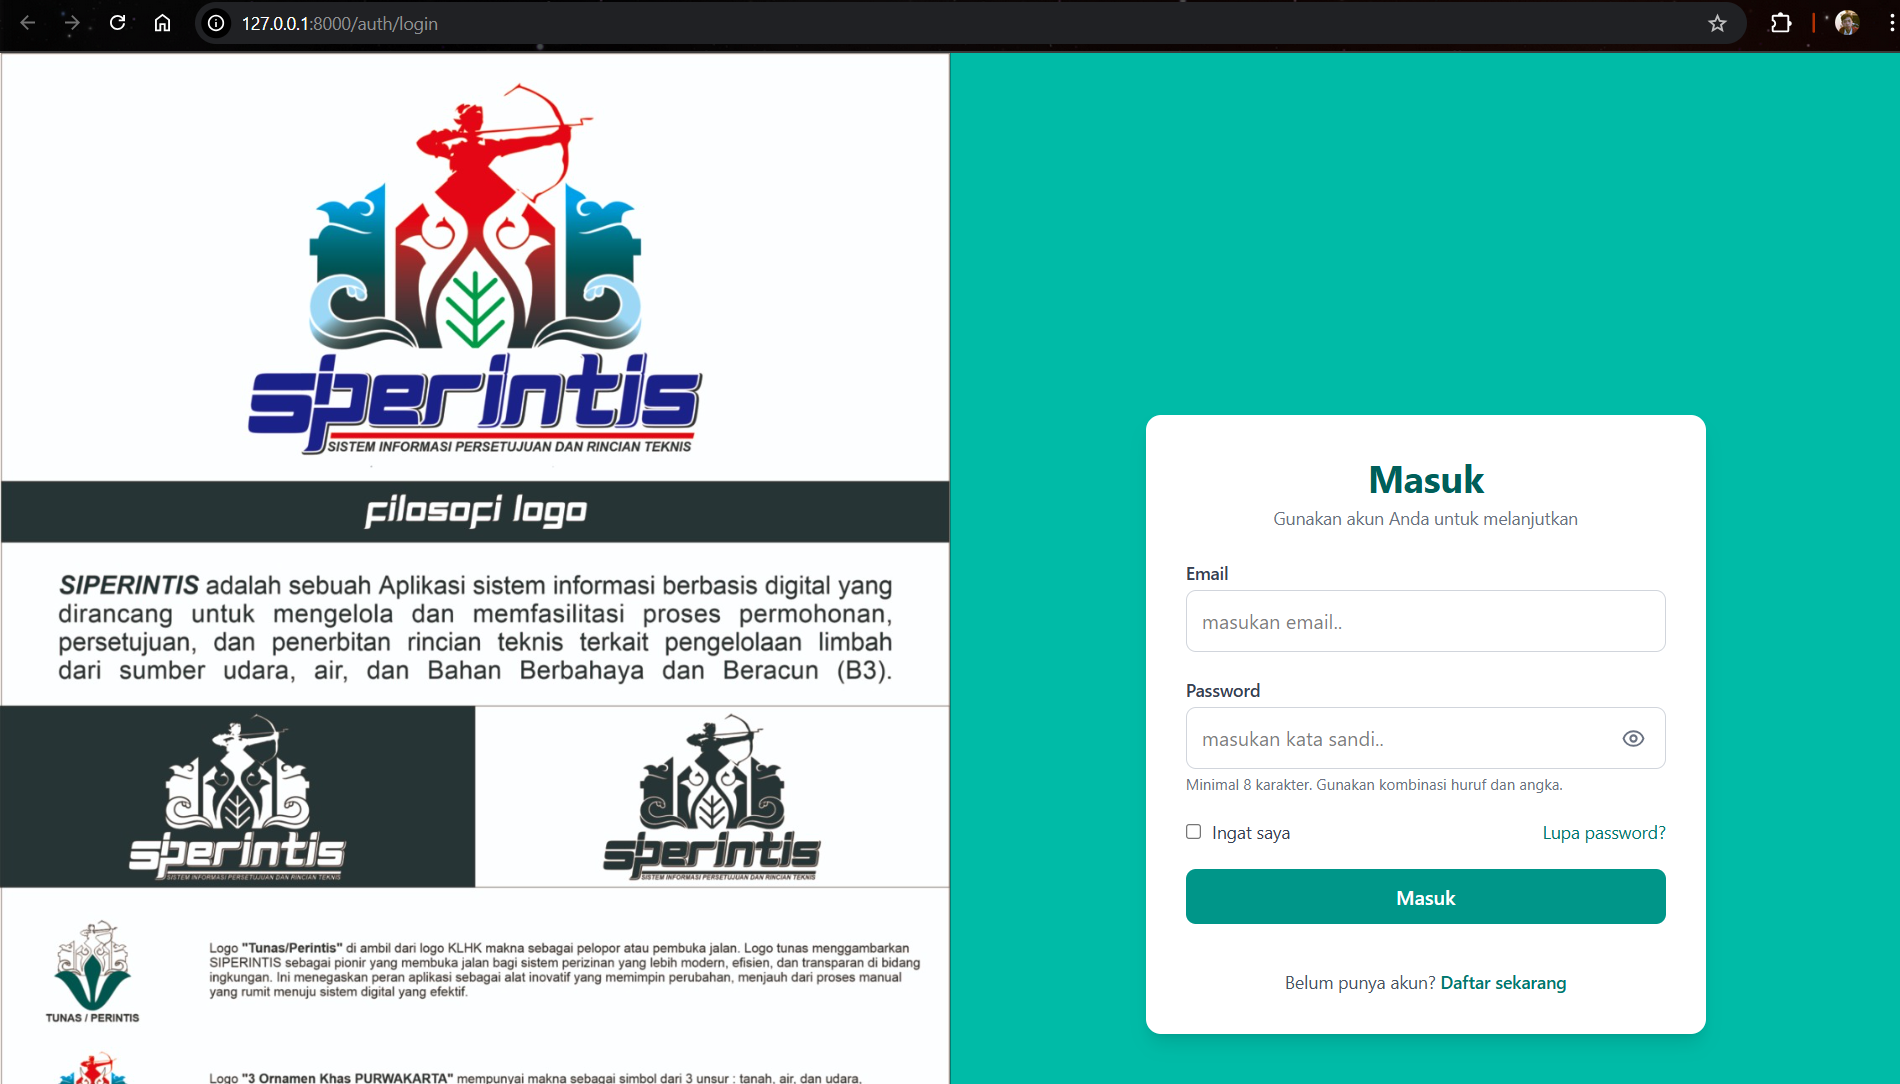 127.0.0.1:8000/auth/login
siperintis
SISTEM INFORMASI PERSETUJUAN DAN RINCIAN TEKNIS
filosofi logo
SIPERINTIS adalah sebuah Aplikasi sistem informasi berbasis digital yang
dirancang untuk mengelola dan memfasilitasi proses permohonan,
persetujuan, dan penerbitan rincian teknis terkait pengelolaan limbah
dari sumber udara, air, dan Bahan Berbahaya dan Beracun (B3).
siperintis
SISTEM INFORMASI PERSETUJUAN DAN RINCIAN TEKNIS
siperintis
SISTEM INFORMASI PERSETUJUAN DAN RINCIAN TEKNIS
TUNAS / PERINTIS
Logo "Tunas/Perintis" di ambil dari logo KLHK makna sebagai pelopor atau pembuka jalan. Logo tunas menggambarkan
SIPERINTIS sebagai pionir yang membuka jalan bagi sistem perizinan yang lebih modern, efisien, dan transparan di bidang
ingkungan. Ini menegaskan peran aplikasi sebagai alat inovatif yang memimpin perubahan, menjauh dari proses manual
yang rumit menuju sistem digital yang efektif.
Logo "3 Ornamen Khas PURWAKARTA" mempunyai makna sebagai simbol dari 3 unsur : tanah, air, dan udara,
Masuk
Gunakan akun Anda untuk melanjutkan
Email
masukan email..
Password
masukan kata sandi..
Minimal 8 karakter. Gunakan kombinasi huruf dan angka.
Ingat saya
Lupa password?
Masuk
Belum punya akun? Daftar sekarang